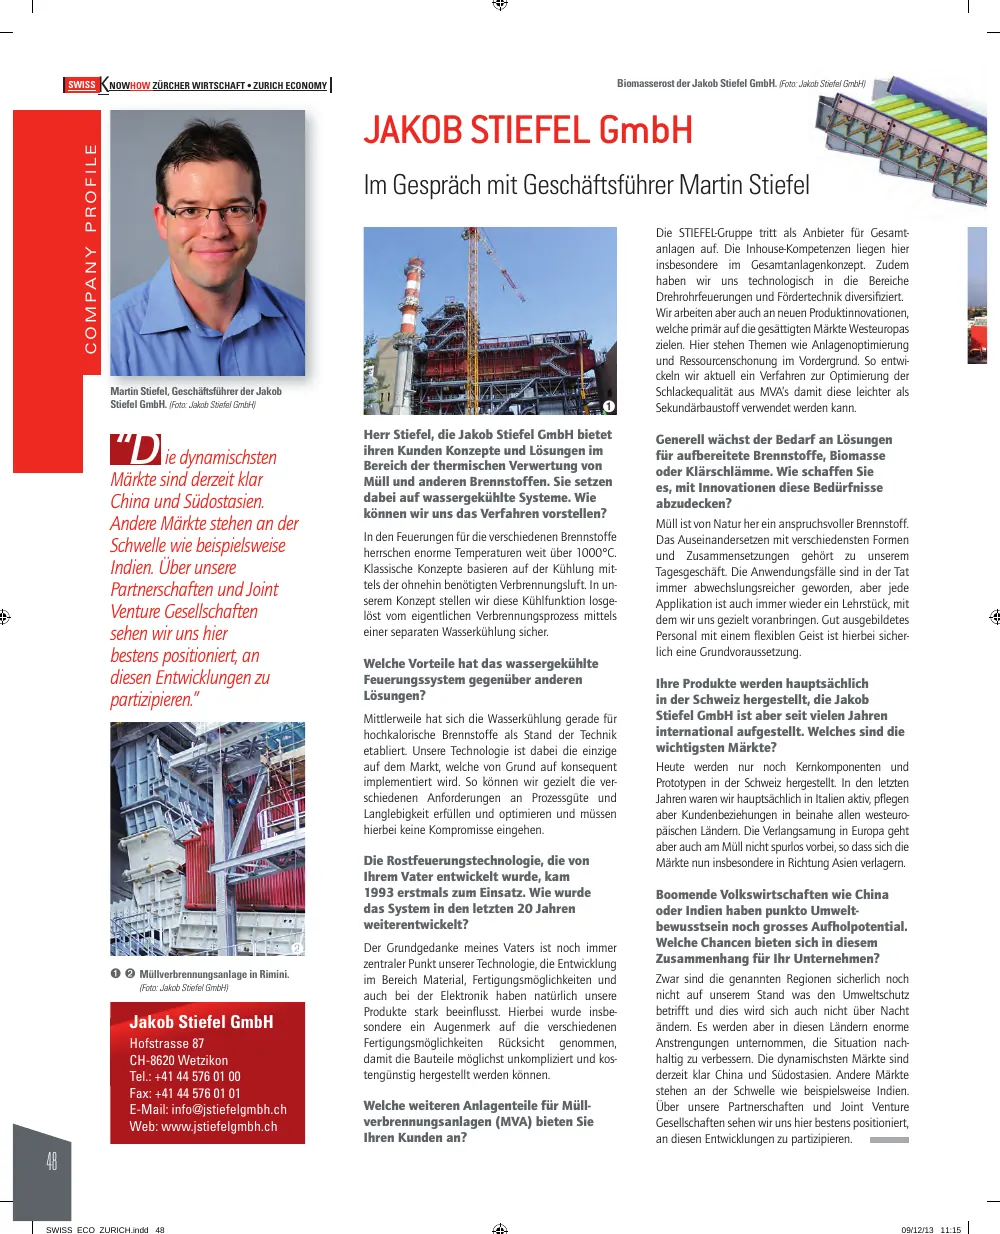 SWISS KNOWHOW ZÜRCHER WIRTSCHAFT • ZURICH ECONOMY
Biomasserost der Jakob Stiefel GmbH. (Foto: Jakob Stiefel GmbH)
COMPANY PROFILE
JAKOB STIEFEL GmbH
Im Gespräch mit Geschäftsführer Martin Stiefel
Martin Stiefel, Geschäftsführer der Jakob
Stiefel GmbH. (Foto: Jakob Stiefel GmbH)
“Die dynamischsten
Märkte sind derzeit klar
China und Südostasien.
Andere Märkte stehen an der
Schwelle wie beispielsweise
Indien. Über unsere
Partnerschaften und Joint
Venture Gesellschaften
sehen wir uns hier
bestens positioniert, an
diesen Entwicklungen zu
partizipieren.”
2
❶ ❷ Müllverbrennungsanlage in Rimini.
(Foto: Jakob Stiefel GmbH)
Jakob Stiefel GmbH
Hofstrasse 87
CH-8620 Wetzikon
Tel.: +41 44 576 01 00
Fax: +41 44 576 01 01
E-Mail: info@jstiefelgmbh.ch
Web: www.jstiefelgmbh.ch
1
Herr Stiefel, die Jakob Stiefel GmbH bietet
ihren Kunden Konzepte und Lösungen im
Bereich der thermischen Verwertung von
Müll und anderen Brennstoffen. Sie setzen
dabei auf wassergekühlte Systeme. Wie
können wir uns das Verfahren vorstellen?
In den Feuerungen für die verschiedenen Brennstoffe
herrschen enorme Temperaturen weit über 1000°C.
Klassische Konzepte basieren auf der Kühlung mit-
tels der ohnehin benötigten Verbrennungsluft. In un-
serem Konzept stellen wir diese Kühlfunktion losge-
löst vom eigentlichen Verbrennungsprozess mittels
einer separaten Wasserkühlung sicher.
Welche Vorteile hat das wassergekühlte
Feuerungssystem gegenüber anderen
Lösungen?
Mittlerweile hat sich die Wasserkühlung gerade für
hochkalorische Brennstoffe als Stand der Technik
etabliert. Unsere Technologie ist dabei die einzige
auf dem Markt, welche von Grund auf konsequent
implementiert wird. So können wir gezielt die ver-
schiedenen Anforderungen an Prozessgüte und
Langlebigkeit erfüllen und optimieren und müssen
hierbei keine Kompromisse eingehen.
Die Rostfeuerungstechnologie, die von
Ihrem Vater entwickelt wurde, kam
1993 erstmals zum Einsatz. Wie wurde
das System in den letzten 20 Jahren
weiterentwickelt?
Der Grundgedanke meines Vaters ist noch immer
zentraler Punkt unserer Technologie, die Entwicklung
im Bereich Material, Fertigungsmöglichkeiten und
auch bei der Elektronik haben natürlich unsere
Produkte stark beeinflusst. Hierbei wurde insbe-
sondere ein Augenmerk auf die verschiedenen
Fertigungsmöglichkeiten Rücksicht genommen,
damit die Bauteile möglichst unkompliziert und kos-
tengünstig hergestellt werden können.
Welche weiteren Anlagenteile für Müll-
verbrennungsanlagen (MVA) bieten Sie
Ihren Kunden an?
Die STIEFEL-Gruppe tritt als Anbieter für Gesamt-
anlagen auf. Die Inhouse-Kompetenzen liegen hier
insbesondere im Gesamtanlagenkonzept. Zudem
haben wir uns technologisch in die Bereiche
Drehrohrfeuerungen und Fördertechnik diversifiziert.
Wir arbeiten aber auch an neuen Produktinnovationen,
welche primär auf die gesättigten Märkte Westeuropas
zielen. Hier stehen Themen wie Anlagenoptimierung
und Ressourcenschonung im Vordergrund. So entwi-
ckeln wir aktuell ein Verfahren zur Optimierung der
Schlackequalität aus MVA’s damit diese leichter als
Sekundärbaustoff verwendet werden kann.
Generell wächst der Bedarf an Lösungen
für aufbereitete Brennstoffe, Biomasse
oder Klärschlämme. Wie schaffen Sie
es, mit Innovationen diese Bedürfnisse
abzudecken?
Müll ist von Natur her ein anspruchsvoller Brennstoff.
Das Auseinandersetzen mit verschiedensten Formen
und Zusammensetzungen gehört zu unserem
Tagesgeschäft. Die Anwendungsfälle sind in der Tat
immer abwechslungsreicher geworden, aber jede
Applikation ist auch immer wieder ein Lehrstück, mit
dem wir uns gezielt voranbringen. Gut ausgebildetes
Personal mit einem flexiblen Geist ist hierbei sicher-
lich eine Grundvoraussetzung.
Ihre Produkte werden hauptsächlich
in der Schweiz hergestellt, die Jakob
Stiefel GmbH ist aber seit vielen Jahren
international aufgestellt. Welches sind die
wichtigsten Märkte?
Heute werden nur noch Kernkomponenten und
Prototypen in der Schweiz hergestellt. In den letzten
Jahren waren wir hauptsächlich in Italien aktiv, pflegen
aber Kundenbeziehungen in beinahe allen westeuro-
päischen Ländern. Die Verlangsamung in Europa geht
aber auch am Müll nicht spurlos vorbei, so dass sich die
Märkte nun insbesondere in Richtung Asien verlagern.
Boomende Volkswirtschaften wie China
oder Indien haben punkto Umwelt-
bewusstsein noch grosses Aufholpotential.
Welche Chancen bieten sich in diesem
Zusammenhang für Ihr Unternehmen?
Zwar sind die genannten Regionen sicherlich noch
nicht auf unserem Stand was den Umweltschutz
betrifft und dies wird sich auch nicht über Nacht
ändern. Es werden aber in diesen Ländern enorme
Anstrengungen unternommen, die Situation nach-
haltig zu verbessern. Die dynamischsten Märkte sind
derzeit klar China und Südostasien. Andere Märkte
stehen an der Schwelle wie beispielsweise Indien.
Über unsere Partnerschaften und Joint Venture
Gesellschaften sehen wir uns hier bestens positioniert,
an diesen Entwicklungen zu partizipieren.
48
SWISS_ECO_ZURICH.indd 48
09/12/13 11:15